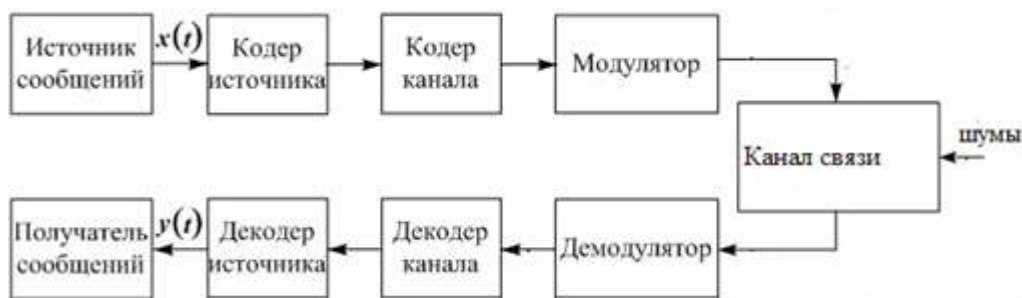 Источник
сообщений
x(t)
Кодер
источника
Кодер
канала
Модулятор
Канал связи
шумы
Получатель
сообщений
y(t)
Декодер
источника
Декодер
канала
Демодулятор